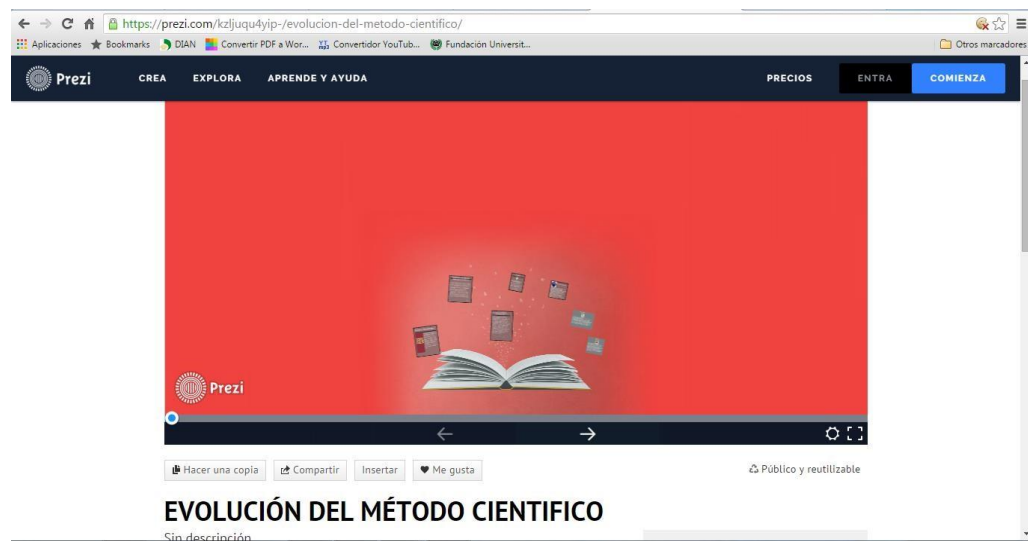 https://prezi.com/kzljuqu4yip-/evolucion-del-metodo-cientifico/
Aplicaciones Bookmarks DIAN Convertir PDF a Wor... Convertidor YouTub... Fundación Universit... Otros marcadores
Prezi CREA EXPLORA APRENDE Y AYUDA PRECIOS ENTRA COMIENZA
Prezi
Hacer una copia Compartir Insertar Me gusta Público y reutilizable
EVOLUCIÓN DEL MÉTODO CIENTIFICO
Sin descripción